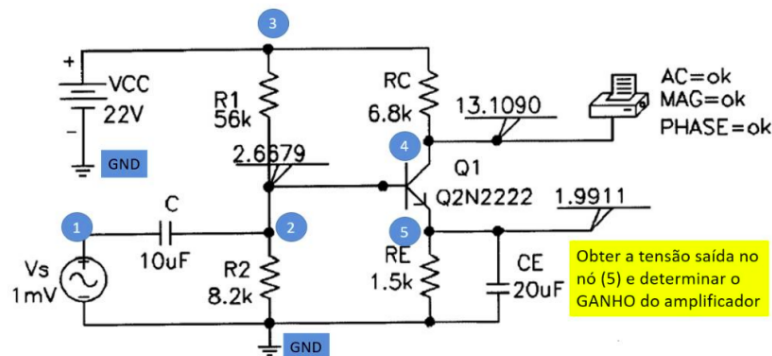 3
+
VCC
22V
-
GND
R1
56k
RC
6.8k
13.1090
AC=ok
MAG=ok
PHASE=ok
2.6679
4
Q1
Q2N2222
1.9911
1
C
10uF
2
5
Vs
1mV
+
-
R2
8.2k
RE
1.5k
CE
20uF
Obter a tensão saída no
nó (5) e determinar o
GANHO do amplificador
GND